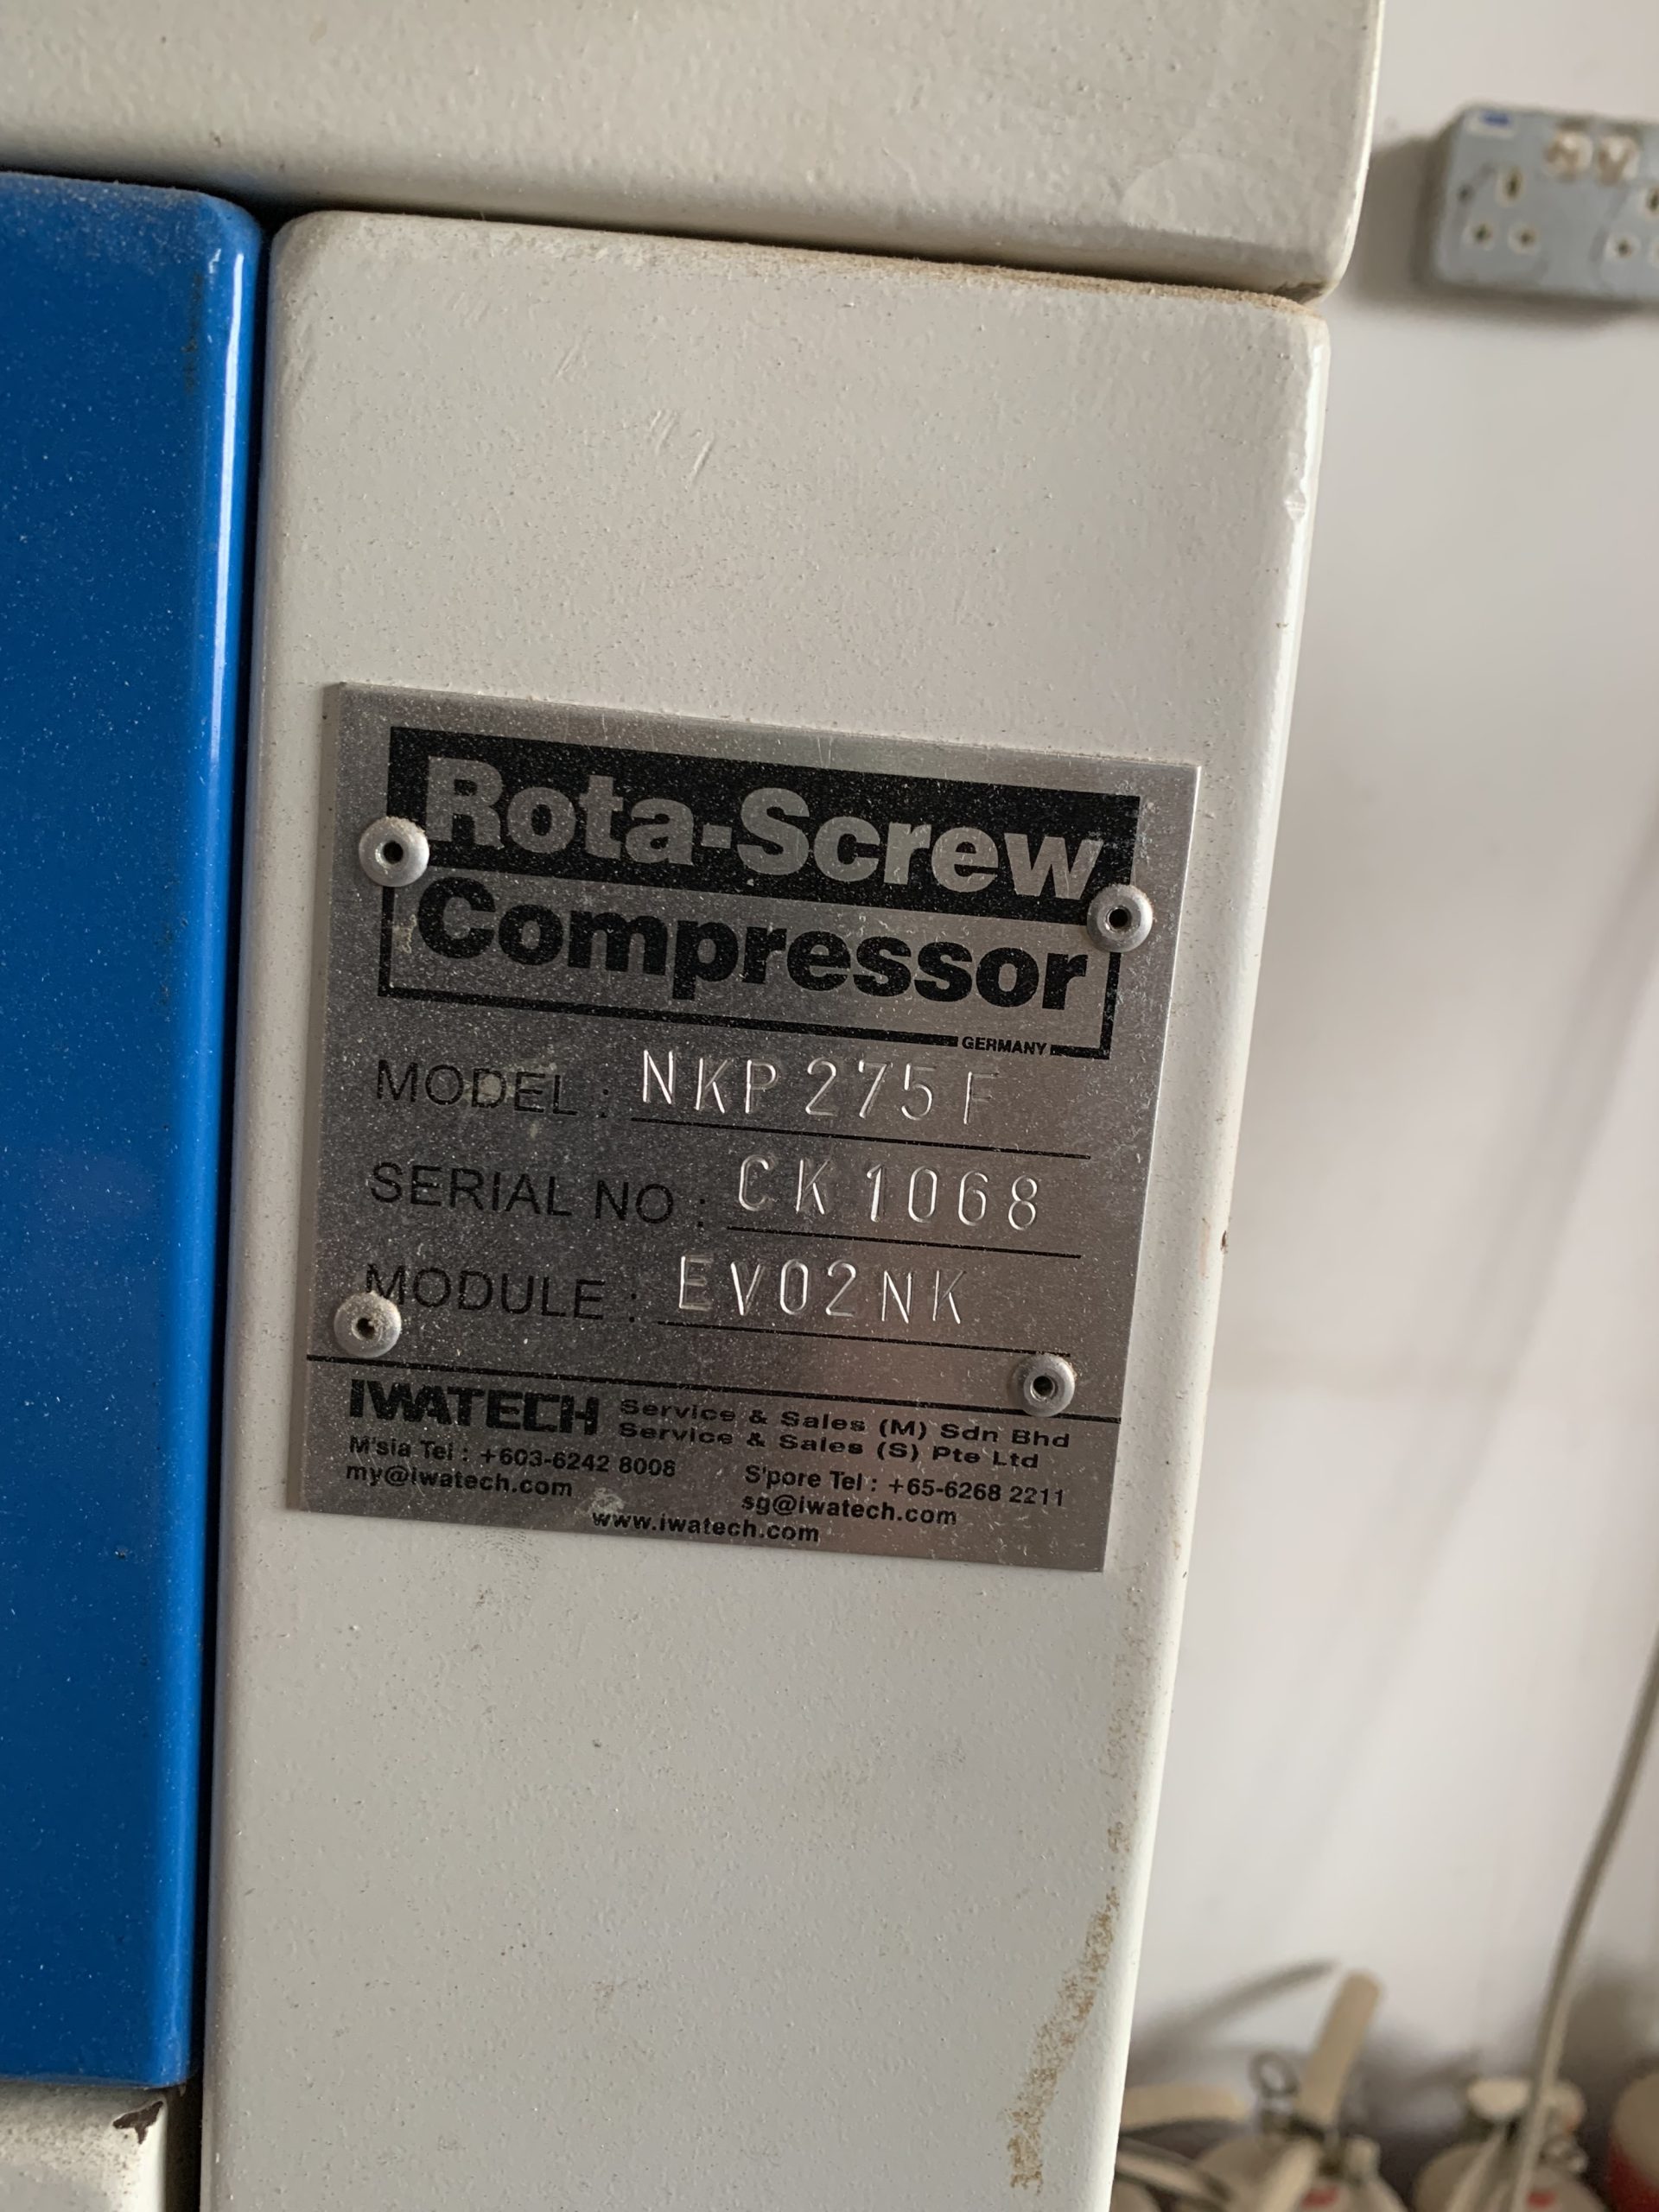 Rota-Screw
Compressor
GERMANY
MODEL : NKP 275 F
SERIAL NO : CK 1068
MODULE : EV02NK
IWATECH Service & Sales (M) Sdn Bhd
Service & Sales (S) Pte Ltd
M'sia Tel : +603-6242 8008
my@iwatech.com
S'pore Tel : +65-6268 2211
sg@iwatech.com
www.iwatech.com